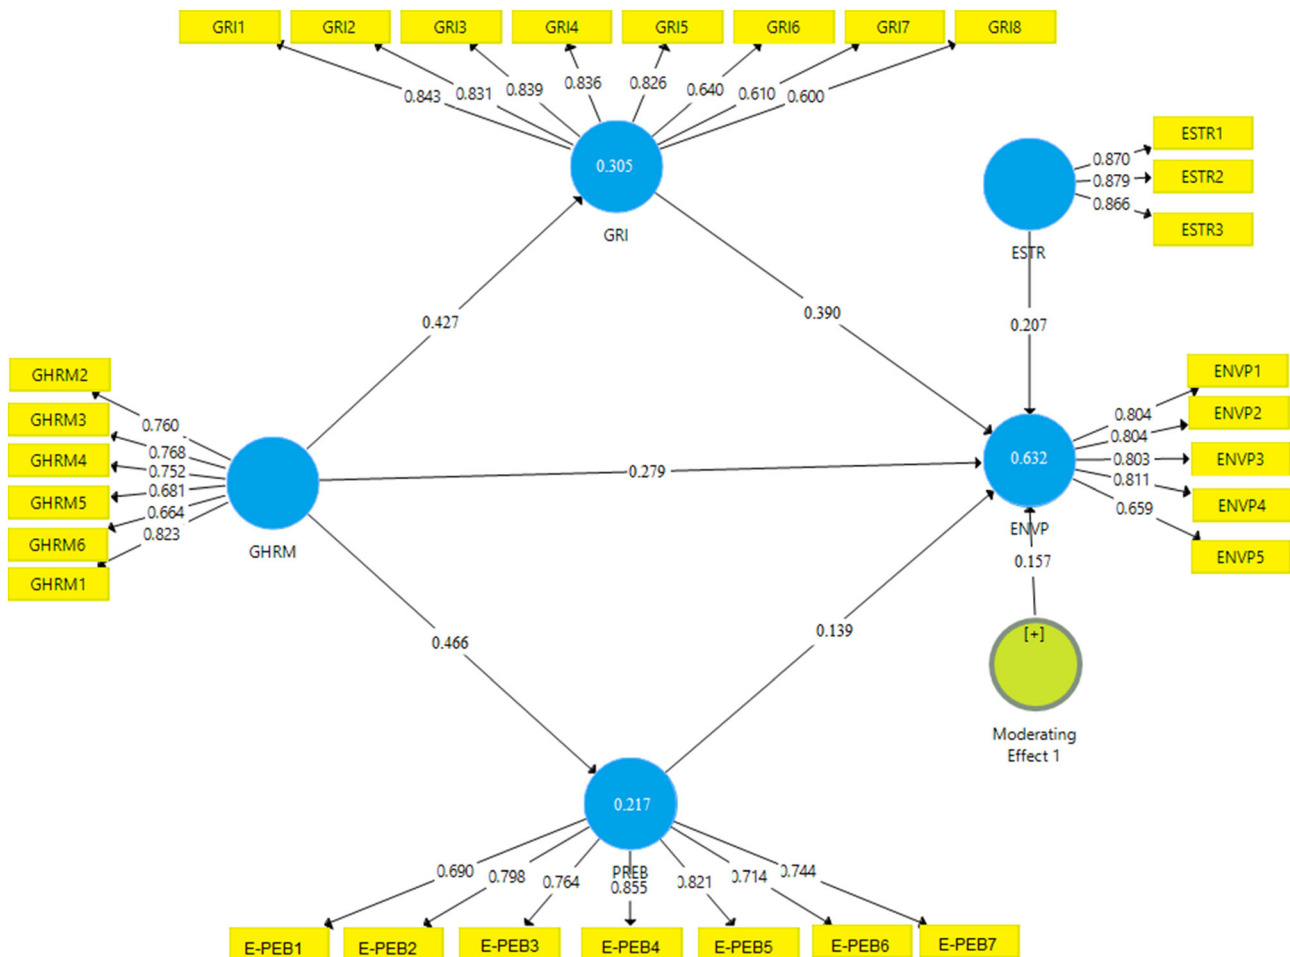 GRI1 GRI2 GRI3 GRI4 GRI5 GRI6 GRI7 GRI8
0.843 0.831 0.839 0.836 0.826 0.640 0.610 0.600
0.305
GRI
ESTR1
0.870
0.879
ESTR2
0.866
ESTR3
ESTR
0.427
0.390
0.207
GHRM2
0.760
GHRM3
0.768
GHRM4
0.752
GHRM5
0.681
0.664
GHRM6
0.823
GHRM1
GHRM
0.279
ENVP1
0.804
ENVP2
0.804
0.632
0.803
ENVP3
0.811
ENVP4
0.659
ENVP5
ENVP
0.157
0.466
0.139
[+]
Moderating
Effect 1
0.217
PREB
0.690 0.798 0.764 0.855 0.821 0.714 0.744
E-PEB1 E-PEB2 E-PEB3 E-PEB4 E-PEB5 E-PEB6 E-PEB7